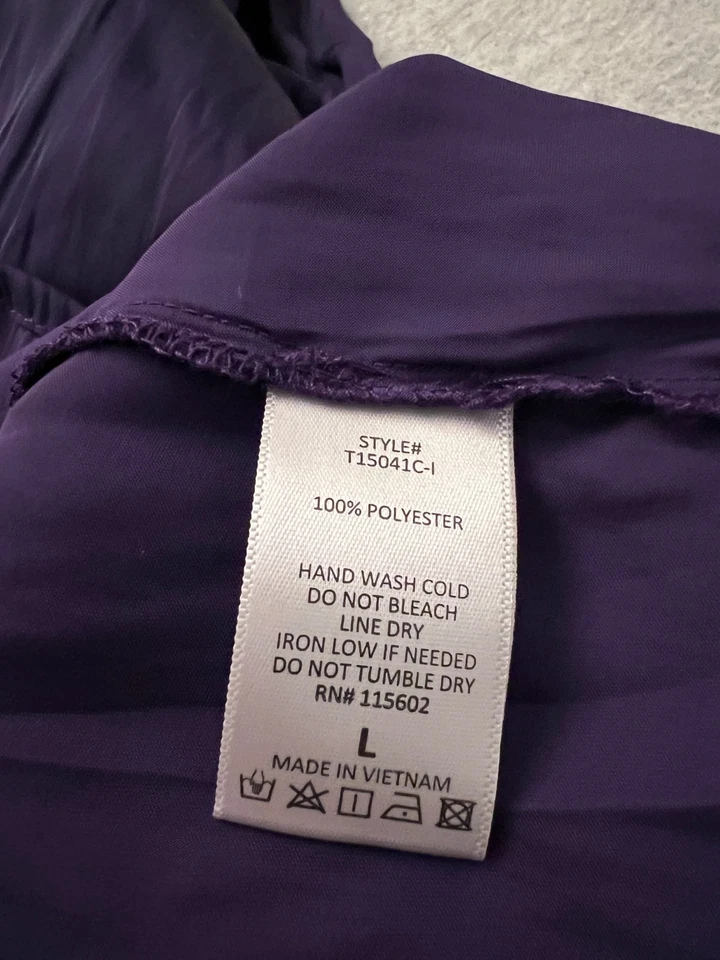 STYLE#
T15041C-I
100% POLYESTER
HAND WASH COLD
DO NOT BLEACH
LINE DRY
IRON LOW IF NEEDED
DO NOT TUMBLE DRY
RN# 115602
L
MADE IN VIETNAM